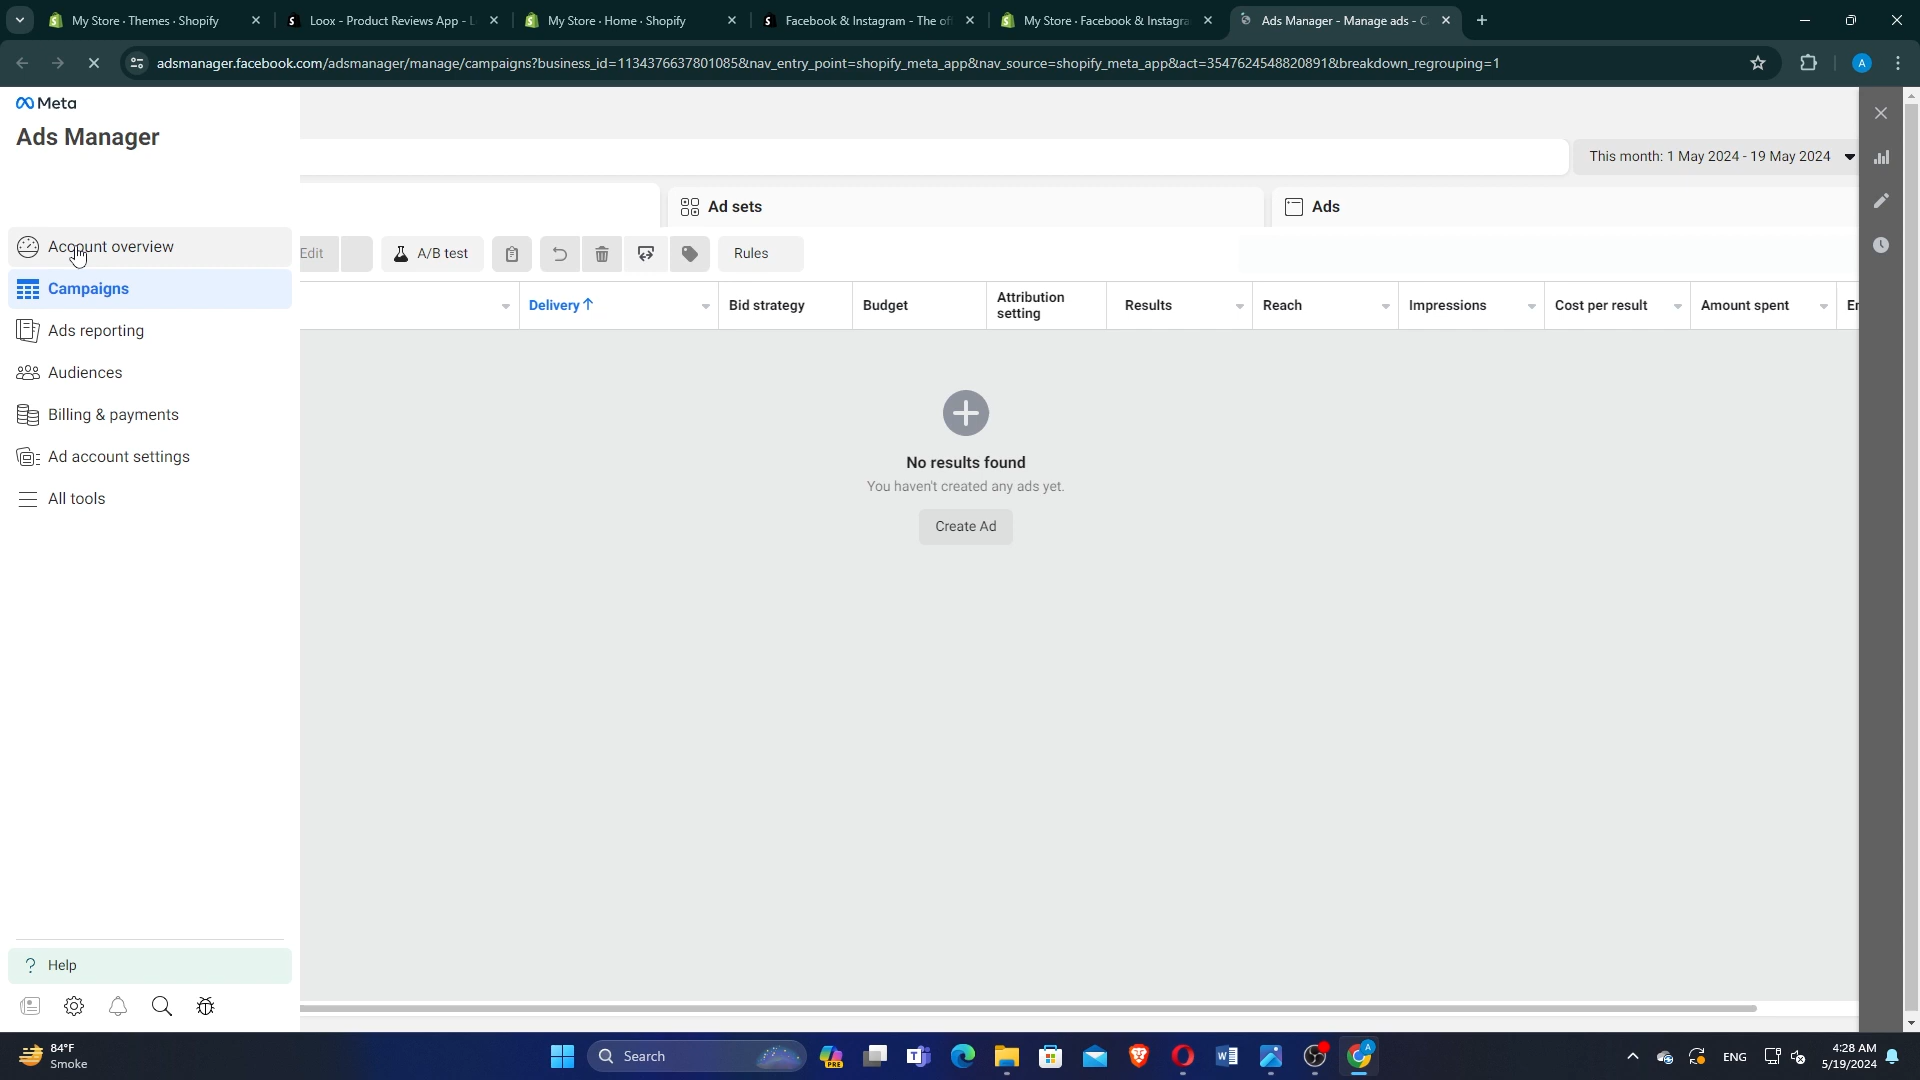 My Store · Themes · Shopify
Loox - Product Reviews App - L
My Store · Home · Shopify
Facebook & Instagram - The of
My Store · Facebook & Instagra
Ads Manager - Manage ads - C
adsmanager.facebook.com/adsmanager/manage/campaigns?business_id=1134376637801085&nav_entry_point=shopify_meta_app&nav_source=shopify_meta_app&act=3547624548820891&breakdown_regrouping=1
A
Meta
Ads Manager
This month: 1 May 2024 - 19 May 2024
Ad sets
Ads
Account overview
Edit
A/B test
Rules
Campaigns
Delivery ↑
Bid strategy
Budget
Attribution
setting
Results
Reach
Impressions
Cost per result
Amount spent
Er
Ads reporting
Audiences
Billing & payments
Ad account settings
All tools
No results found
You haven't created any ads yet.
Create Ad
? Help
84°F
Smoke
Search
PRE
ENG
4:28 AM
5/19/2024